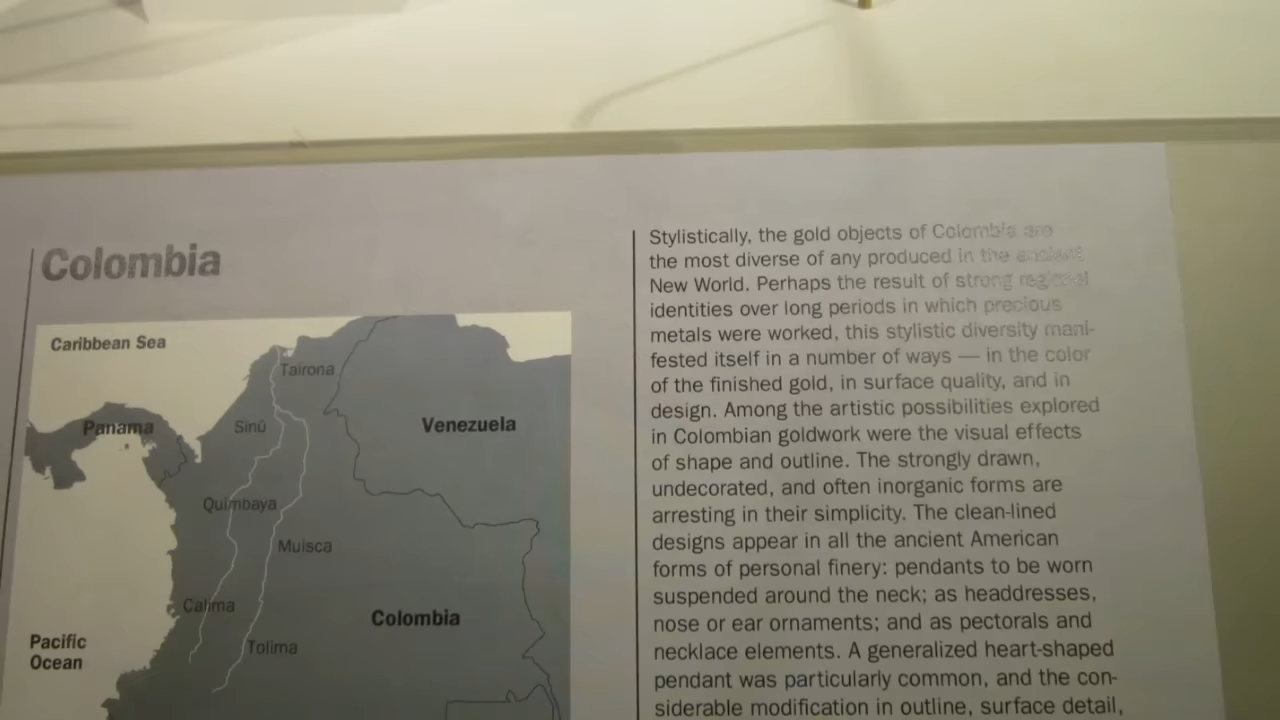 Colombia
Caribbean Sea
Tairona
Panama
Sinú
Venezuela
Quimbaya
Muisca
Calima
Colombia
Pacific
Ocean
Tolima
Stylistically, the gold objects of Colombia are
the most diverse of any produced in the ancient
New World. Perhaps the result of strong regional
identities over long periods in which precious
metals were worked, this stylistic diversity mani-
fested itself in a number of ways — in the color
of the finished gold, in surface quality, and in
design. Among the artistic possibilities explored
in Colombian goldwork were the visual effects
of shape and outline. The strongly drawn,
undecorated, and often inorganic forms are
arresting in their simplicity. The clean-lined
designs appear in all the ancient American
forms of personal finery: pendants to be worn
suspended around the neck; as headdresses,
nose or ear ornaments; and as pectorals and
necklace elements. A generalized heart-shaped
pendant was particularly common, and the con-
siderable modification in outline, surface detail,